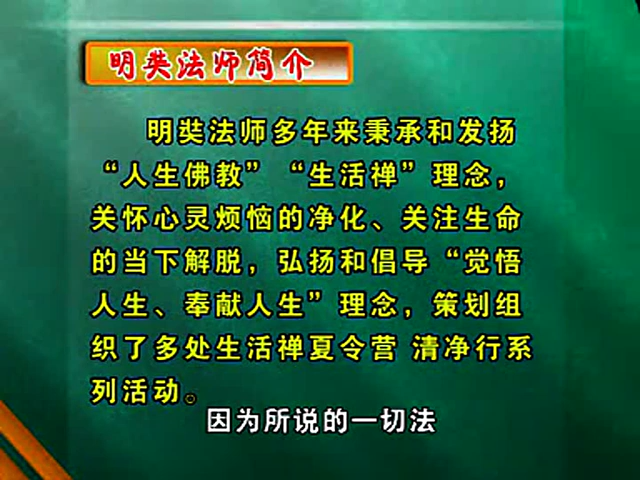 明奘法师简介
明奘法师多年来秉承和发扬
“人生佛教”“生活禅”理念，
关怀心灵烦恼的净化、关注生命
的当下解脱，弘扬和倡导“觉悟
人生、奉献人生”理念，策划组
织了多处生活禅夏令营 清净行系
列活动。
因为所说的一切法